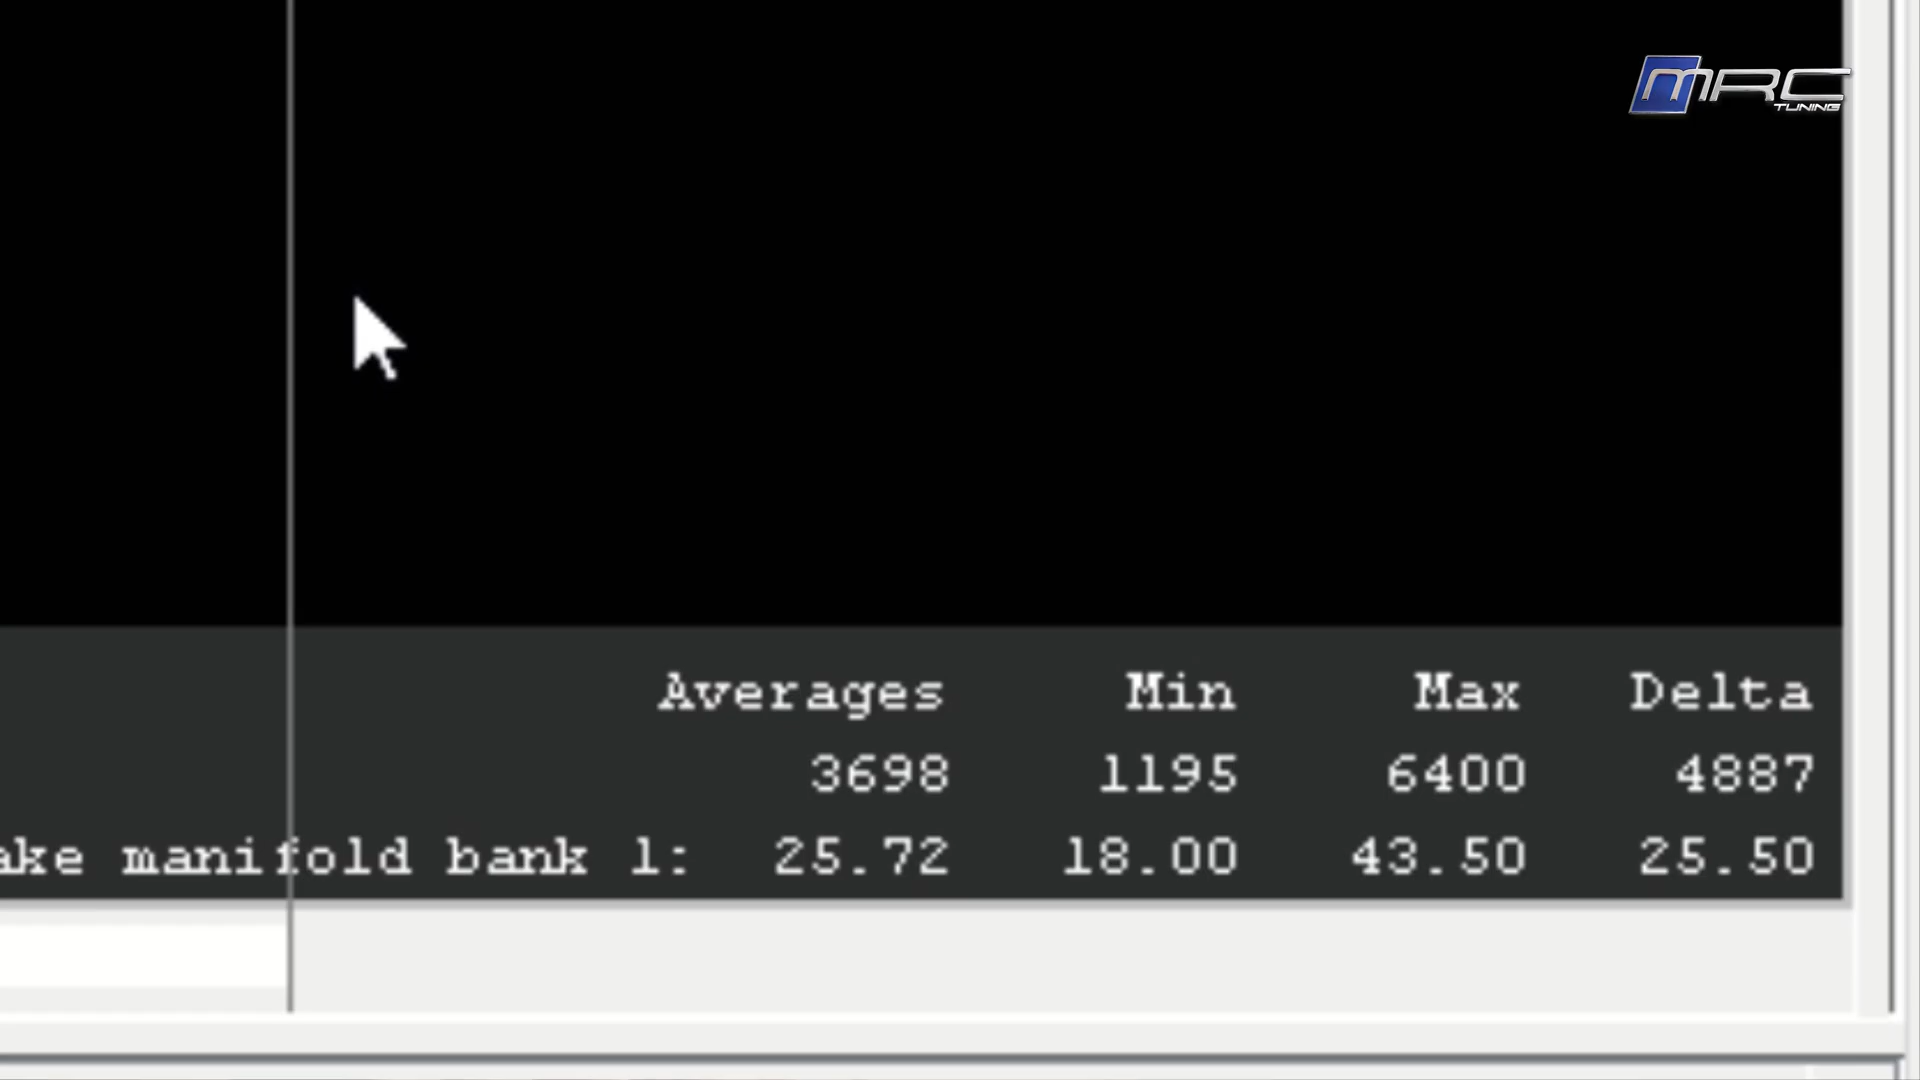 MRC
TUNING
Averages Min Max Delta
3698 1195 6400 4887
ake manifold bank 1: 25.72 18.00 43.50 25.50